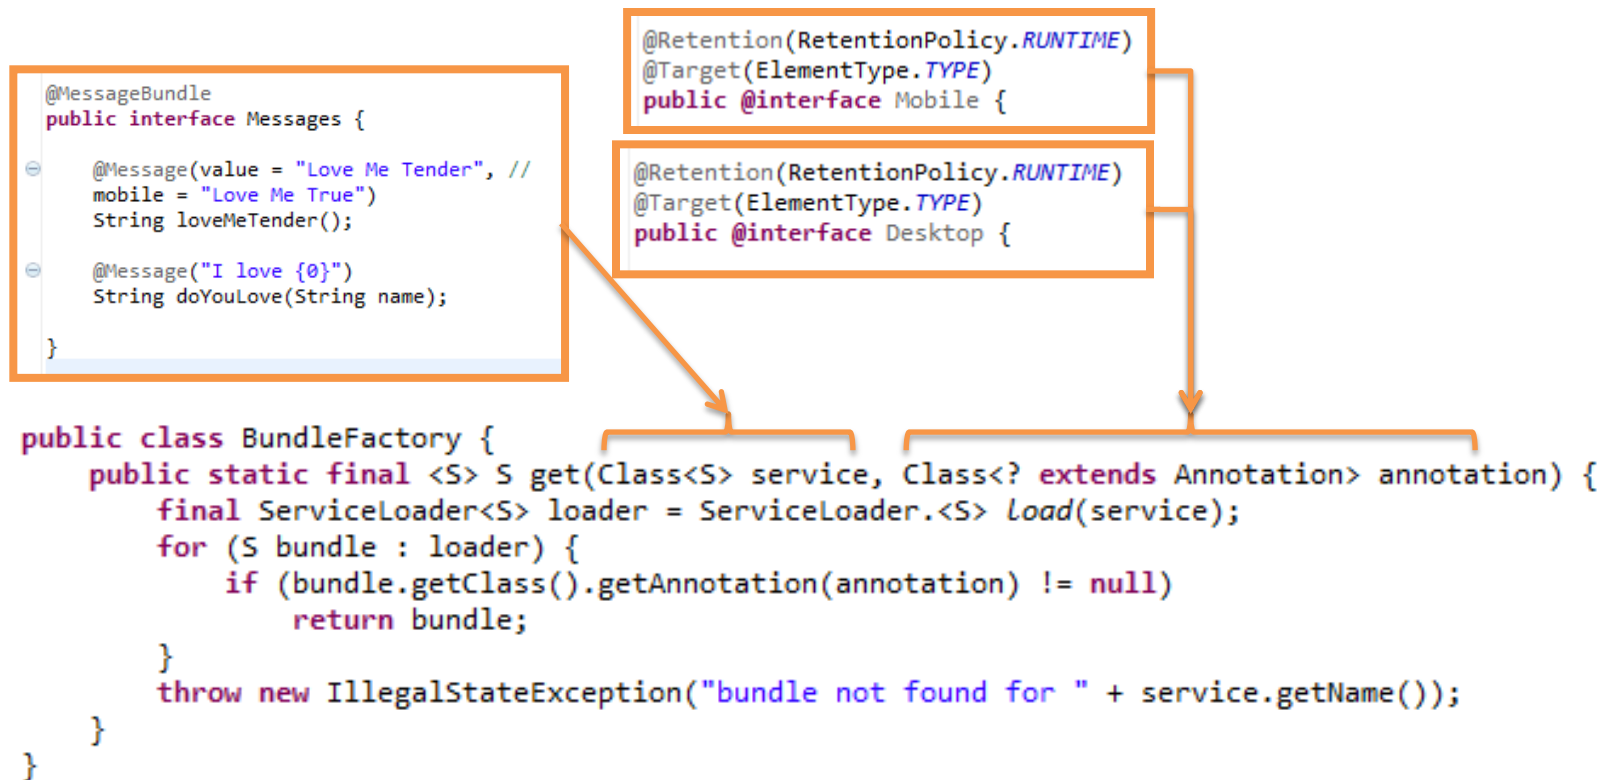 @MessageBundle
public interface Messages {
@Message(value = "Love Me Tender", //
mobile = "Love Me True")
String loveMeTender();
@Message("I love {0}")
String doYouLove(String name);
}
@Retention(RetentionPolicy.RUNTIME)
@Target(ElementType.TYPE)
public @interface Mobile {
@Retention(RetentionPolicy.RUNTIME)
@Target(ElementType.TYPE)
public @interface Desktop {
public class BundleFactory {
public static final <S> S get(Class<S> service, Class<? extends Annotation> annotation) {
final ServiceLoader<S> loader = ServiceLoader.<S> load(service);
for (S bundle : loader) {
if (bundle.getClass().getAnnotation(annotation) != null)
return bundle;
}
throw new IllegalStateException("bundle not found for " + service.getName());
}
}